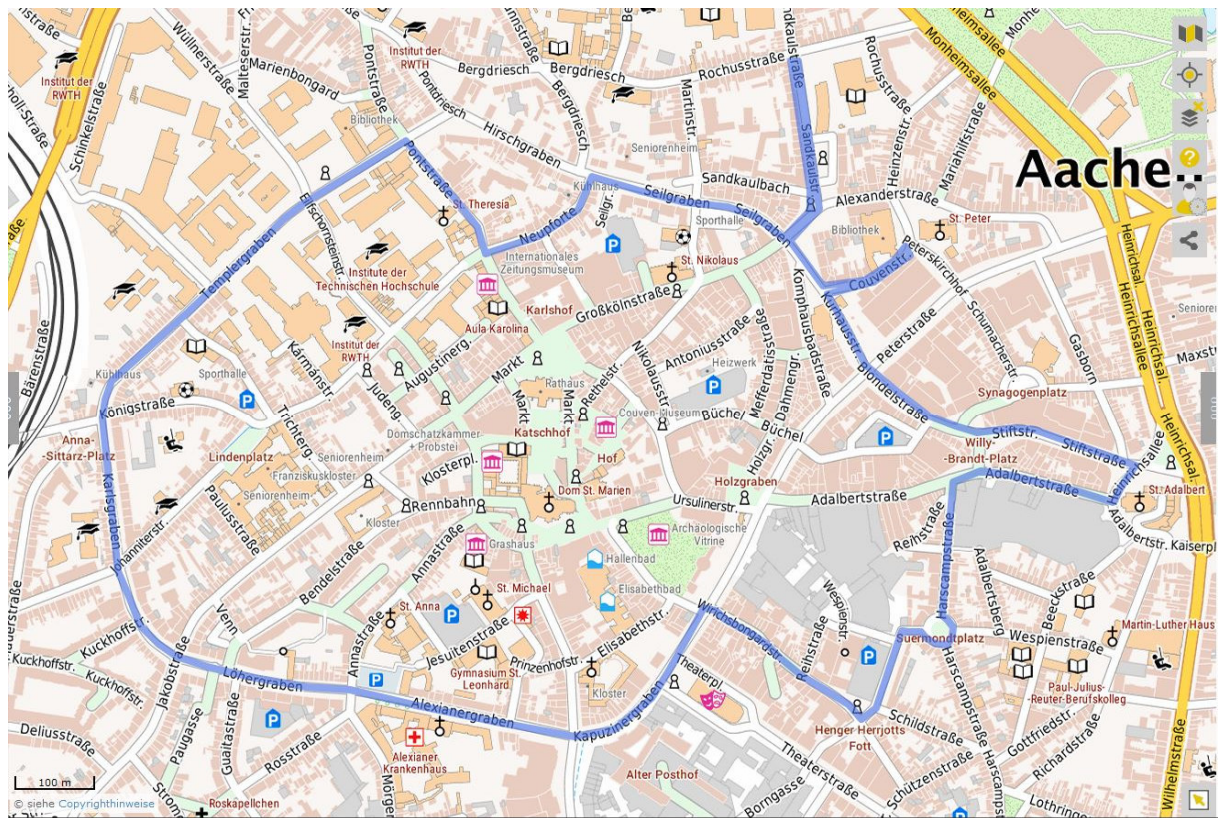 Institut der
RWTH
Wüllnerstraße
Malteserstr.
Marienbongard
Pontstraße
Institut der
RWTH
Bergdriesch
Bergdriesch
Bergdriesch
Pontdriesch
Hirschgraben
Martinstr.
Rochusstraße
Sandkaulstr.
Rochusstraße
Monheimsallee
Monheimsallee
Schinkelstraße
Bibliothek
Seniorenheim
Sandkaulbach
Heinzenstr.
Mariahilfstraße
Aache..
Pontstraße
Kühlhaus
Seilgraben
Seilgraben
Seilgr.
Alexanderstraße
St. Theresia
Neupforte
Sporthalle
Bibliothek
St. Peter
Eilfschornsteinstr.
Templergraben
Internationales
Zeitungsmuseum
St. Nikolaus
Couvenstr.
Peterskirchhof
Heinrichsal.
Heinrichsallee
Institute der
Technischen Hochschule
Karlshof
Großkölnstraße
Komphausbadstraße
Kurhausstr.
Peterstraße
Schumacherstr.
Gasborn
Heinrichsal.
Bärenstraße
Aula Karolina
Institut der
RWTH
Kármánstr.
Augustinerg.
Markt
Nikolausstr.
Antoniusstraße
Mefferdatisstraße
Dahmengr.
Heizwerk
Blondelstraße
Kühlhaus
Sporthalle
Judeng
Rathaus
Rethelstr.
Markt
Markt
Couven-Museum
Büchel
Büchel
Synagogenplatz
Königstraße
Trichterg.
Anna-
-Sittarz-Platz
Lindenplatz
Domschatzkammer
+ Probstei
Katschhof
Hof
Holzgr.
Holzgraben
Stiftstr.
Stiftstraße
Willy-
-Brandt-Platz
Heinrichsallee
Heinrichsal.
Seniorenheim
Franziskuskloster
Seniorenheim
Klosterpl.
Karlsgraben
Paulusstraße
Rennbahn
Dom St. Marien
Ursulinerstr.
Adalbertstraße
Adalbertstraße
St. Adalbert
Johanniterstr.
Kloster
Grashaus
Archäologische
Vitrine
Reihstraße
Adalbertstr.
Kaiserpl
Bendelstraße
Annastraße
Hallenbad
Elisabethbad
Adalbertsberg
Beeckstraße
Harscampstraße
St. Michael
St. Anna
Venn
Wirichsbongardstr.
Wespienstr.
Reihstraße
Suermondtplatz
Wespienstraße
Martin-Luther Haus
Kuckhoffstr.
Kuckhoffstr.
Kuckhoffstr.
Jakobstraße
Annastraße
Jesuitenstraße
Prinzenhofstr.
Elisabethstr.
Theaterpl.
Löhergraben
Gymnasium St.
Leonhard
Kloster
Harscampstraße
Paul-Julius-
-Reuter-Berufskolleg
Alexianergraben
Kapuzinergraben
Henger Herrjotts
Fott
Schildstraße
Gottfriedstr.
Richardstraße
Deliusstraße
Paugasse
Guaitastraße
Rosstraße
Alexianer
Krankenhaus
Alter Posthof
Theaterstraße
Borngasse
Schützenstraße
Wilhelmstraße
100 m
© siehe Copyrighthinweise
Roskapellchen